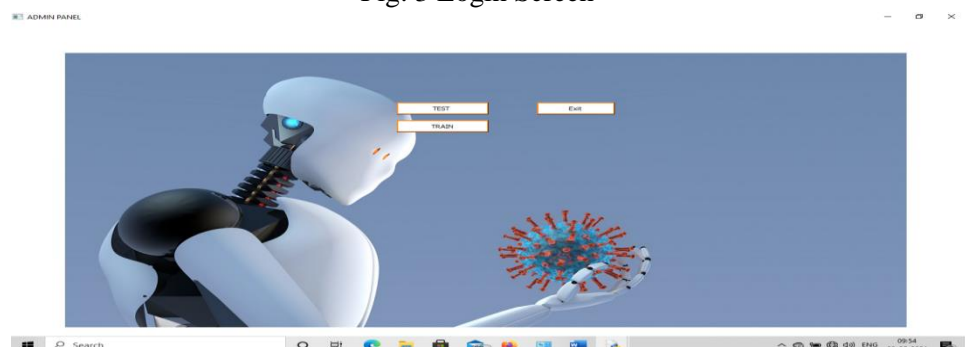 Fig. 3 Login Screen
ADMIN PANEL
TEST
Exit
TRAIN
Search
ENG
09:54